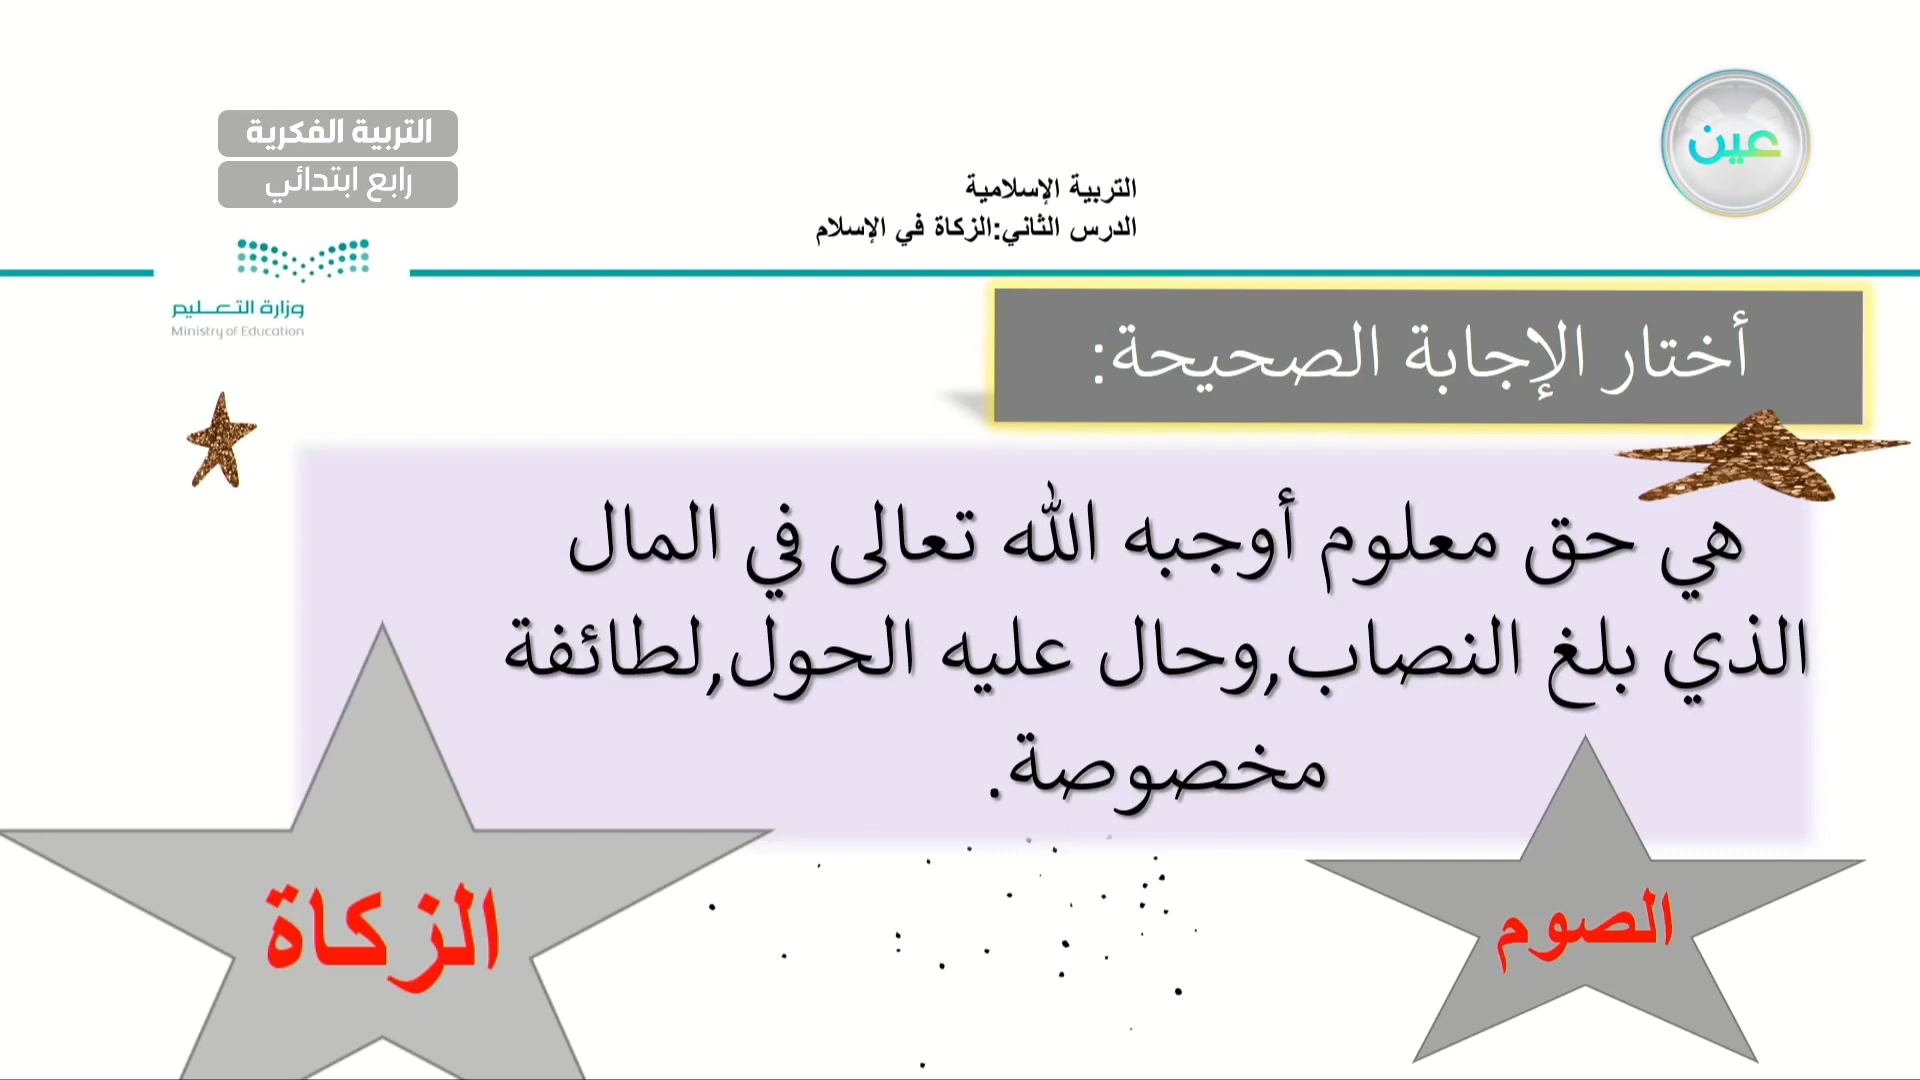 التربية الفكرية
رابع ابتدائي
عين
التربية الإسلامية
الدرس الثاني:الزكاة في الإسلام
وزارة التعليم
Ministry of Education
أختار الإجابة الصحيحة:
هي حق معلوم أوجبه الله تعالى في المال
الذي بلغ النصاب,وحال عليه الحول,لطائفة
مخصوصة.
الصوم
الزكاة